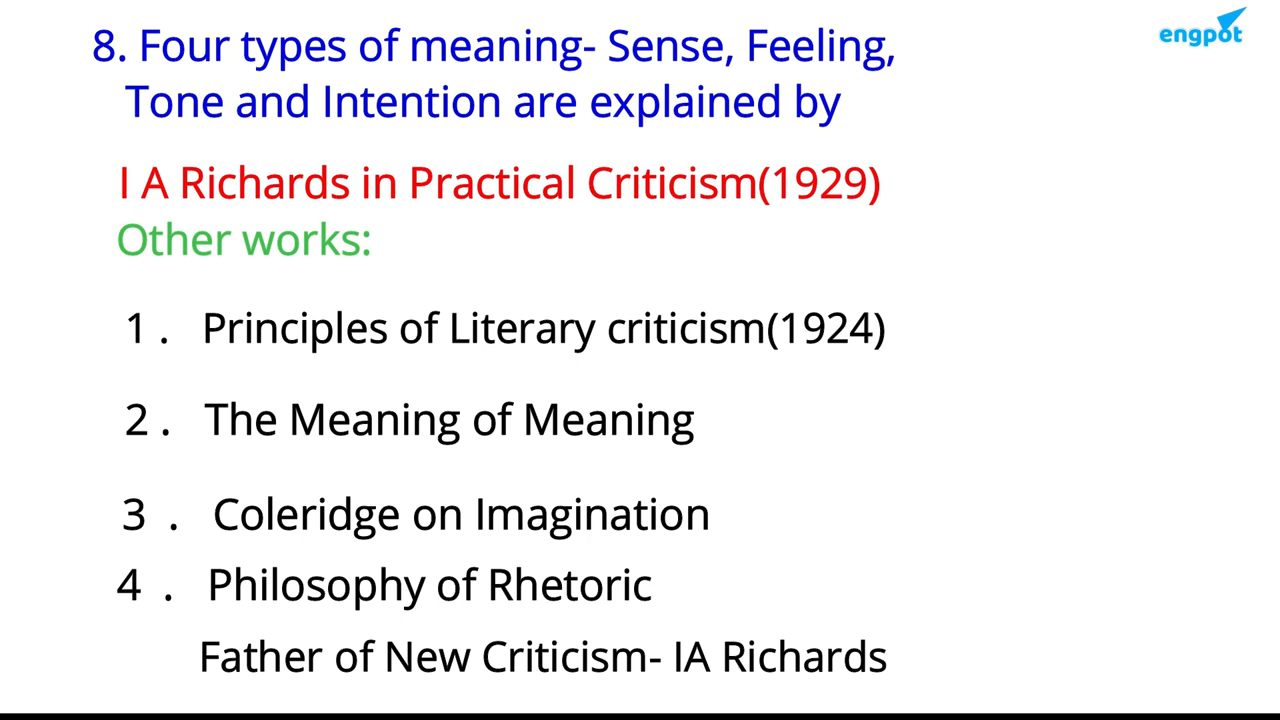 8. Four types of meaning- Sense, Feeling,
engpot
Tone and Intention are explained by
I A Richards in Practical Criticism(1929)
Other works:
1 . Principles of Literary criticism(1924)
2 . The Meaning of Meaning
3 . Coleridge on Imagination
4 . Philosophy of Rhetoric
Father of New Criticism- IA Richards